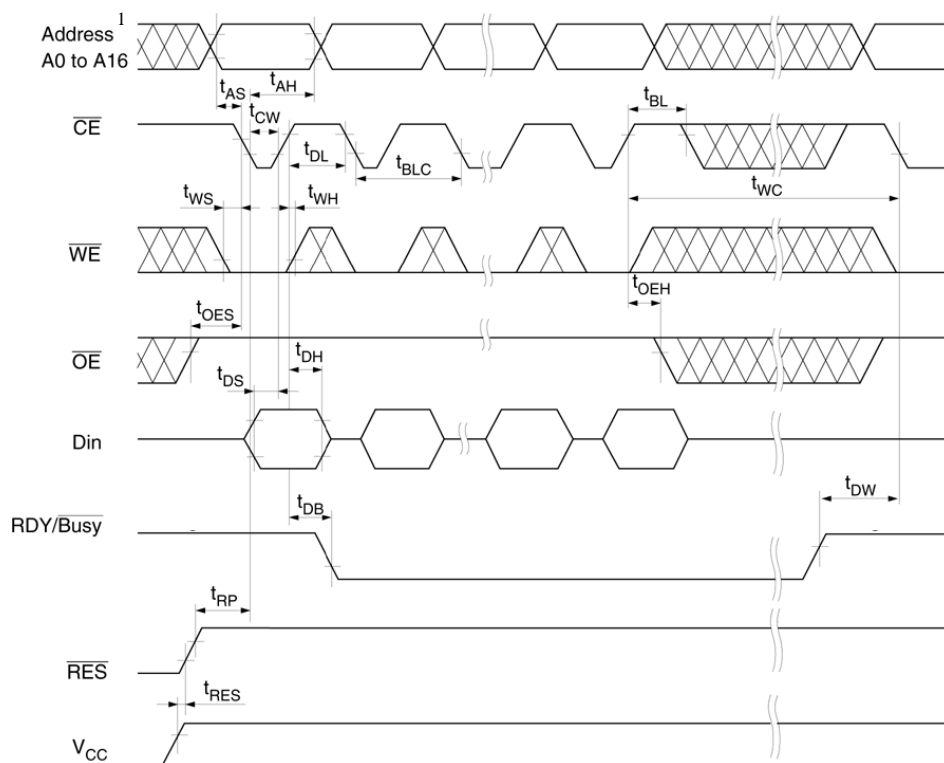 Address 1
A0 to A16
tAH
tAS
tBL
tCW
CE
tDL
tBLC
tWC
tWS
tWH
WE
tOEH
tOES
OE
tDH
tDS
Din
tDB
tDW
RDY/Busy
tRP
RES
tRES
VCC